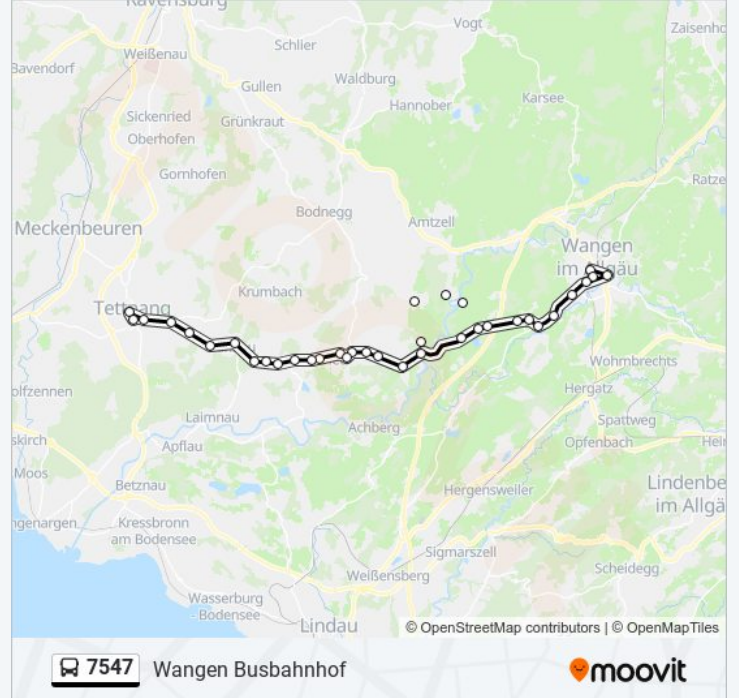 Ravensburg
Vogt
Zaisenho
Weißenau
Schlier
Bavendorf
Waldburg
Gullen
Karsee
Hannober
Sickenried
Grünkraut
Oberhofen
Gornhofen
Ratze
Bodnegg
Amtzell
Meckenbeuren
Wangen
im Allgäu
Krumbach
Tettnang
Wohmbrechts
Hergatz
olfzennen
Laimnau
Spattweg
Achberg
skirch
Apflau
Opfenbach
Heim
Moos
Betznau
Hergensweiler
Lindenbe
im Allgä
ngenargen
Kressbronn
am Bodensee
Sigmarszell
Scheidegg
Weißensberg
Wasserburg
- Bodensee
Lindau
© OpenStreetMap contributors | © OpenMapTiles
7547 Wangen Busbahnhof
moovit